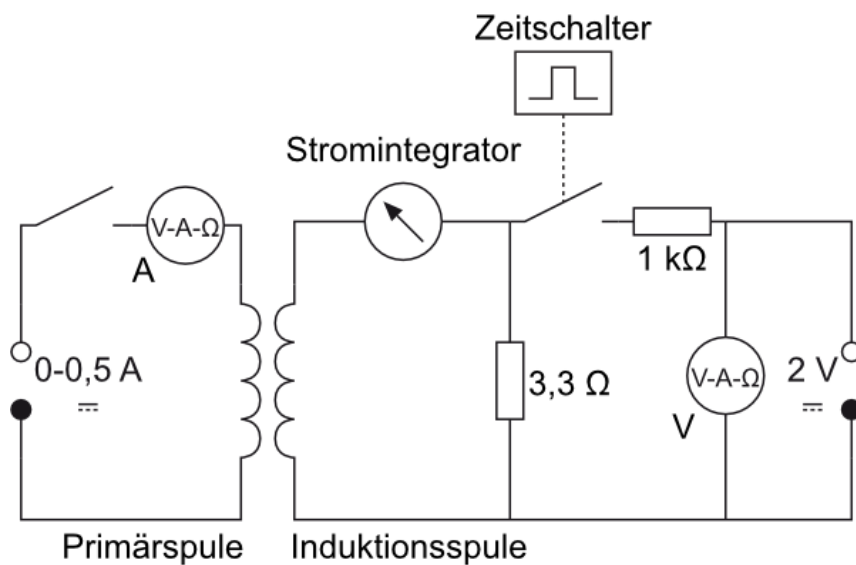 Zeitschalter
Stromintegrator
V-A-Ω
A
1 kΩ
0-0,5 A
3,3 Ω
V-A-Ω
2 V
V
Primärspule
Induktionsspule